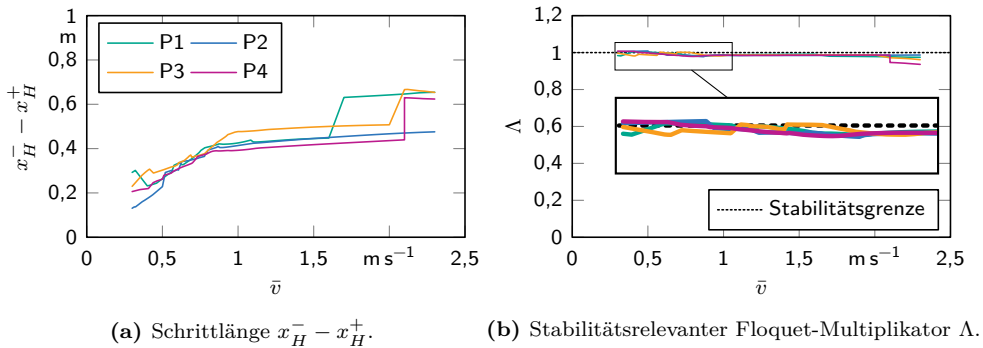 1
m
0,8
0,6
0,4
0,2
0
x_H^- − x_H^+
P1 P2
P3 P4
0 0,5 1 1,5 m s⁻¹ 2,5
v̄
(a) Schrittlänge x_H^- − x_H^+.
1,2
1
0,8
0,6
0,4
0,2
0
Λ
Stabilitätsgrenze
0 0,5 1 1,5 m s⁻¹ 2,5
v̄
(b) Stabilitätsrelevanter Floquet-Multiplikator Λ.